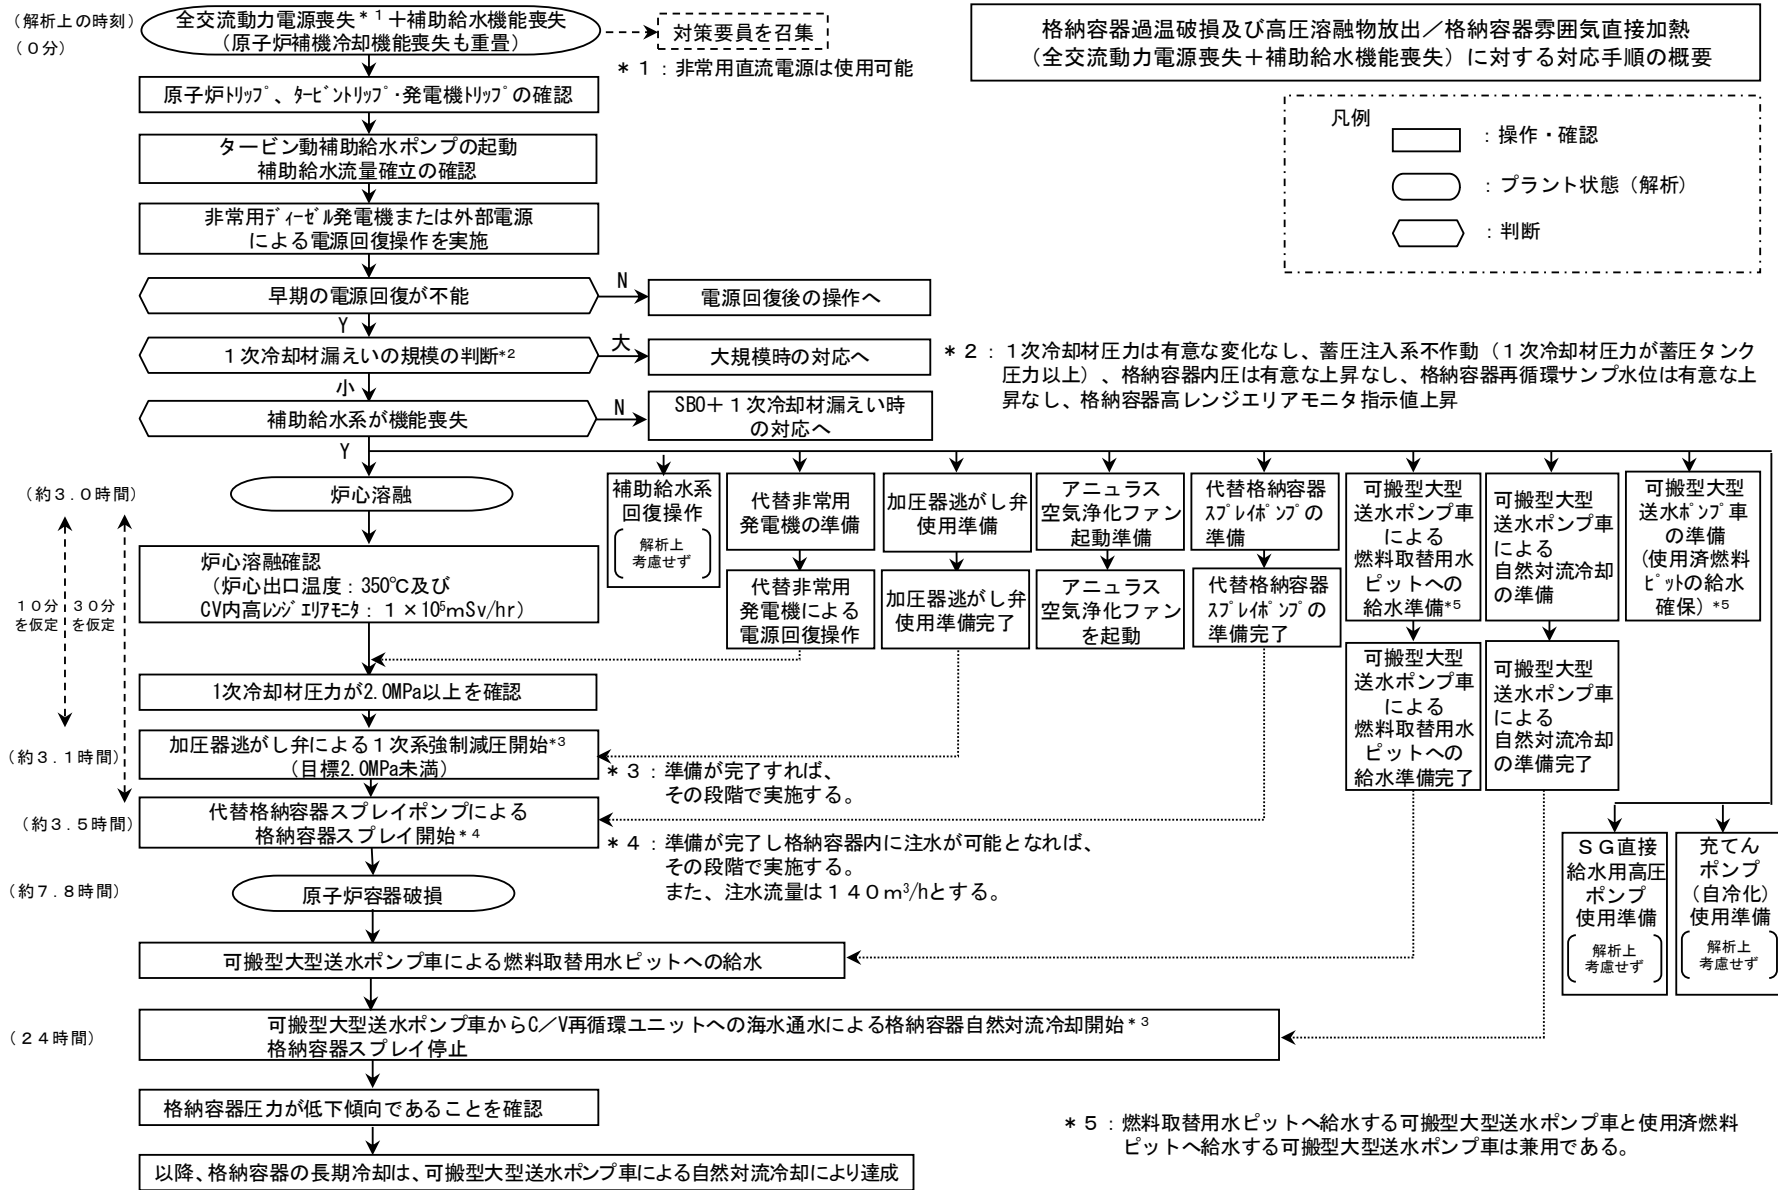 (解析上の時刻)
(0分)
全交流動力電源喪失*1+補助給水機能喪失
(原子炉補機冷却機能喪失も重畳)
対策要員を召集
*1:非常用直流電源は使用可能
格納容器過温破損及び高圧溶融物放出/格納容器雰囲気直接加熱
(全交流動力電源喪失+補助給水機能喪失)に対する対応手順の概要
凡例
:操作・確認
:プラント状態(解析)
:判断
原子炉トリップ、タービントリップ・発電機トリップの確認
タービン動補助給水ポンプの起動
補助給水流量確立の確認
非常用ディーゼル発電機または外部電源
による電源回復操作を実施
早期の電源回復が不能
N
電源回復後の操作へ
Y
1次冷却材漏えいの規模の判断*2
大
大規模時の対応へ
*2:1次冷却材圧力は有意な変化なし、蓄圧注入系不作動(1次冷却材圧力が蓄圧タンク
圧力以上)、格納容器内圧は有意な上昇なし、格納容器再循環サンプ水位は有意な上
昇なし、格納容器高レンジエリアモニタ指示値上昇
小
補助給水系が機能喪失
N
SBO+1次冷却材漏えい時
の対応へ
Y
(約3.0時間)
炉心溶融
補助給水系
回復操作
解析上
考慮せず
代替非常用
発電機の準備
加圧器逃がし弁
使用準備
アニュラス
空気浄化ファン
起動準備
代替格納容器
スプレイポンプの
準備
可搬型大型
送水ポンプ車
による
燃料取替用水
ピットへの
給水準備*5
可搬型大型
送水ポンプ車
による
自然対流冷却
の準備
可搬型大型
送水ポンプ車
の準備
(使用済燃料
ピットの給水
確保)*5
10分
を仮定
30分
を仮定
炉心溶融確認
(炉心出口温度:350℃及び
CV内高レンジエリアモニタ:1×10⁵mSv/hr)
代替非常用
発電機による
電源回復操作
加圧器逃がし弁
使用準備完了
アニュラス
空気浄化ファン
を起動
代替格納容器
スプレイポンプの
準備完了
可搬型大型
送水ポンプ車
による
燃料取替用水
ピットへの
給水準備完了
可搬型大型
送水ポンプ車
による
自然対流冷却
の準備完了
1次冷却材圧力が2.0MPa以上を確認
(約3.1時間)
加圧器逃がし弁による1次系強制減圧開始*3
(目標2.0MPa未満)
*3:準備が完了すれば、
その段階で実施する。
(約3.5時間)
代替格納容器スプレイポンプによる
格納容器スプレイ開始*4
*4:準備が完了し格納容器内に注水が可能となれば、
その段階で実施する。
また、注水流量は140m³/hとする。
SG直接
給水用高圧
ポンプ
使用準備
解析上
考慮せず
充てん
ポンプ
(自冷化)
使用準備
解析上
考慮せず
(約7.8時間)
原子炉容器破損
可搬型大型送水ポンプ車による燃料取替用水ピットへの給水
(24時間)
可搬型大型送水ポンプ車からC/V再循環ユニットへの海水通水による格納容器自然対流冷却開始*3
格納容器スプレイ停止
格納容器圧力が低下傾向であることを確認
*5:燃料取替用水ピットへ給水する可搬型大型送水ポンプ車と使用済燃料
ピットへ給水する可搬型大型送水ポンプ車は兼用である。
以降、格納容器の長期冷却は、可搬型大型送水ポンプ車による自然対流冷却により達成